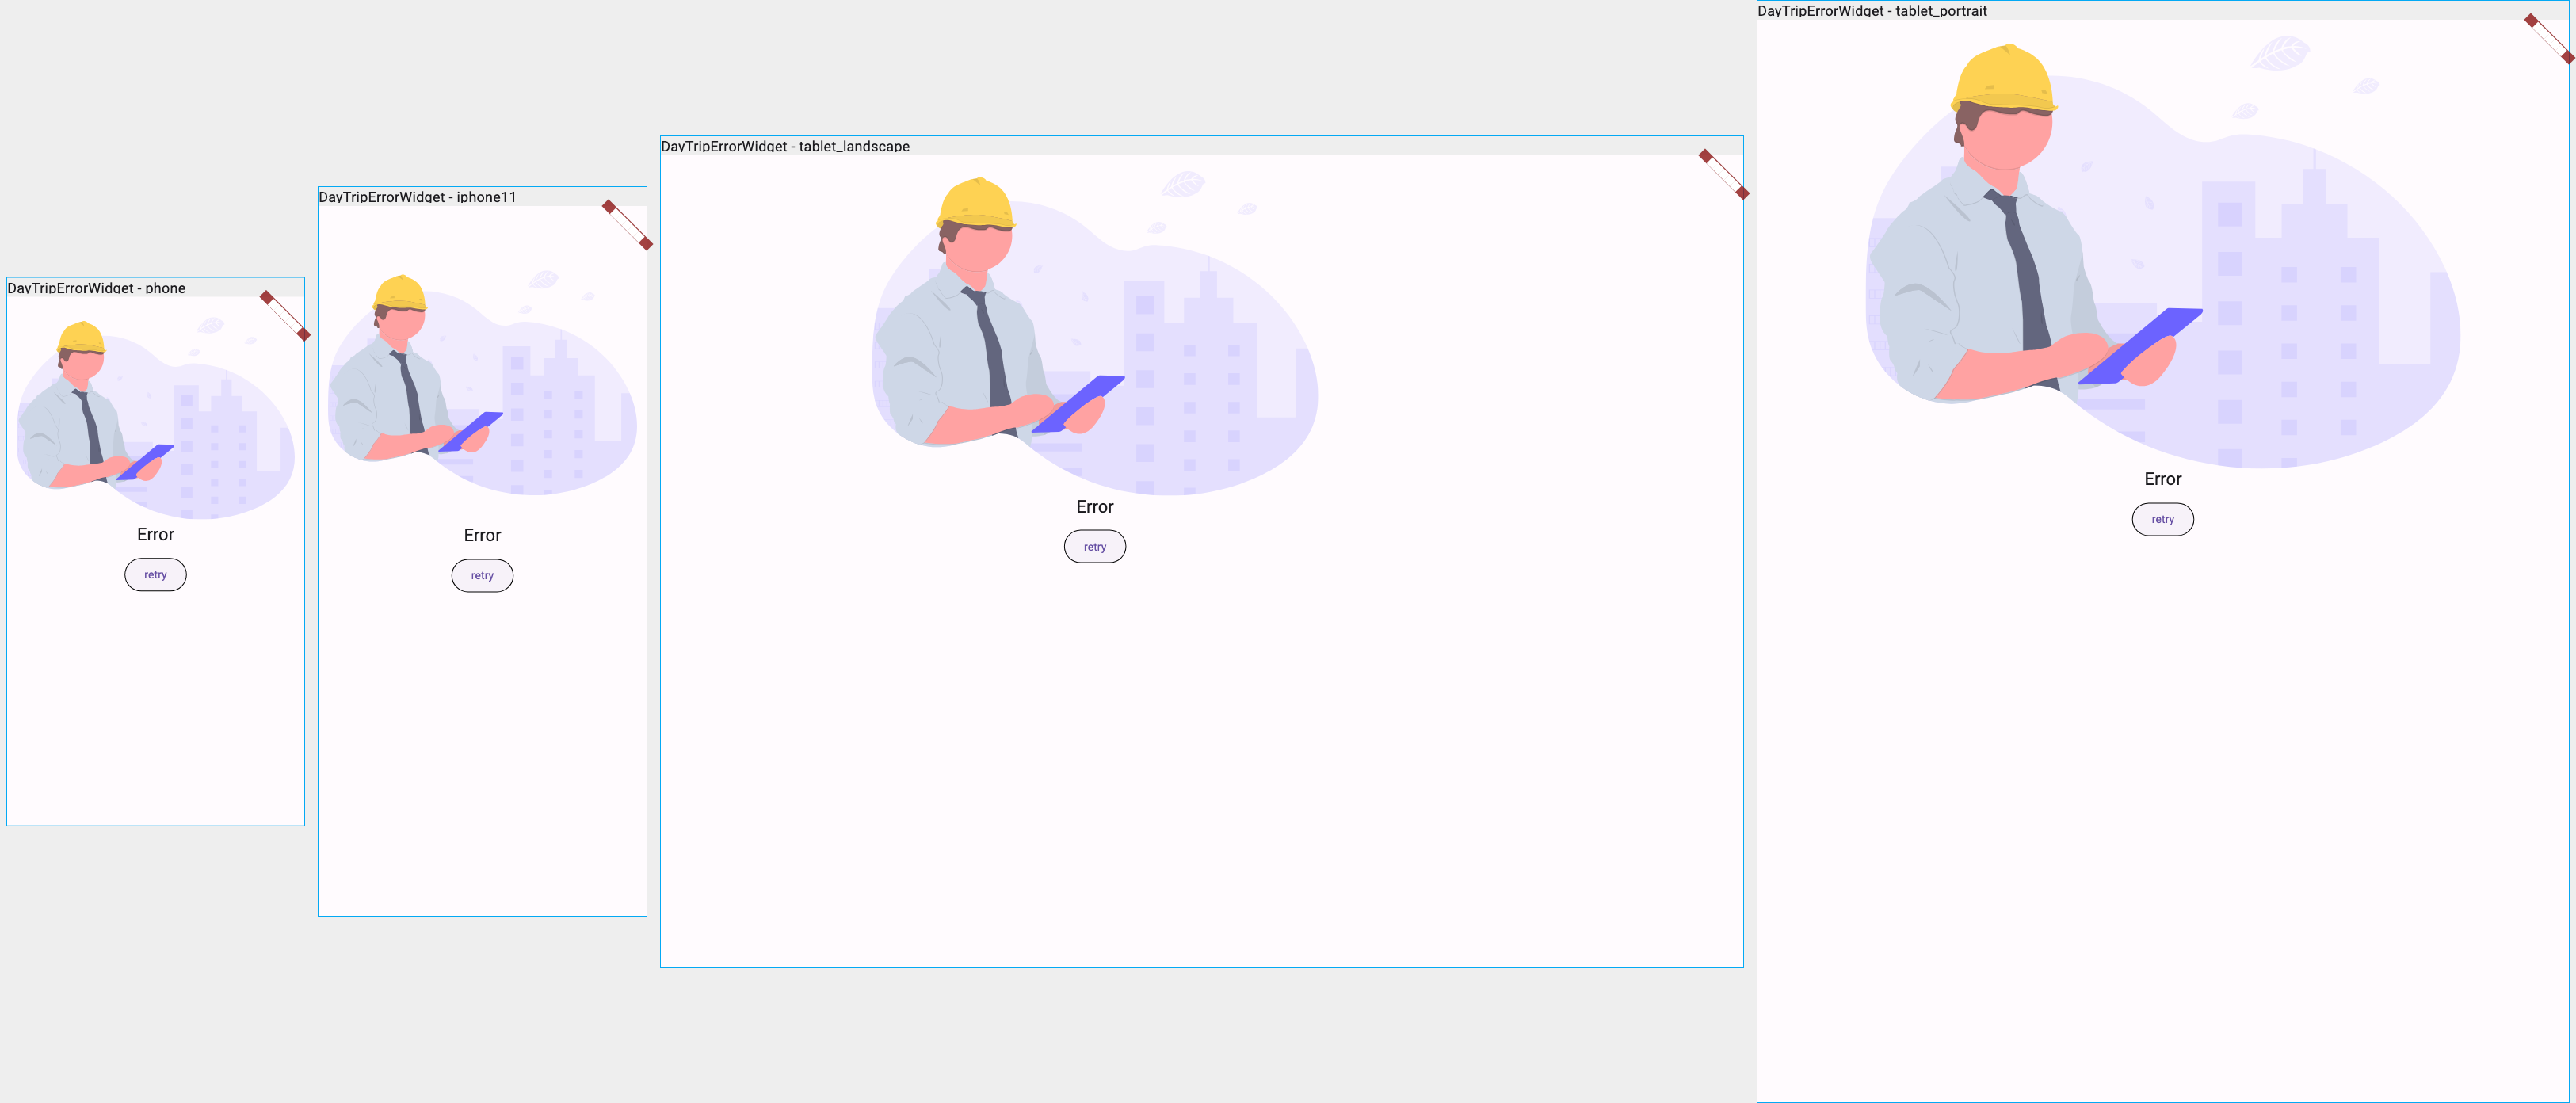 DayTripErrorWidget - phone
Error
retry
DayTripErrorWidget - iphone11
Error
retry
DayTripErrorWidget - tablet_landscape
Error
retry
DayTripErrorWidget - tablet_portrait
Error
retry